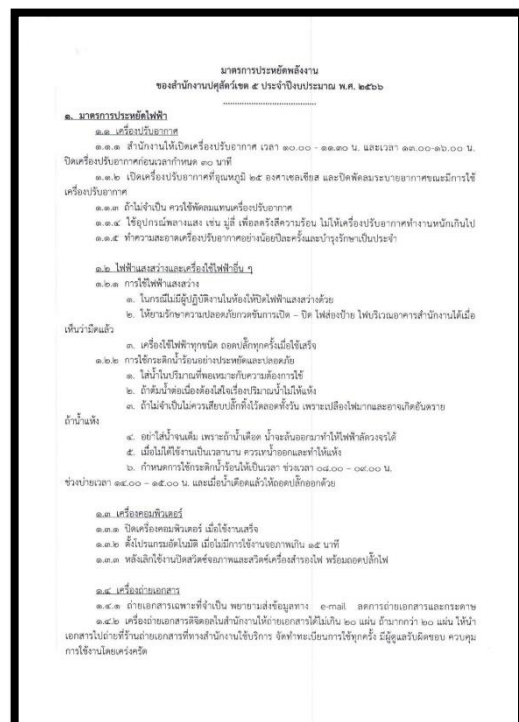 มาตรการประหยัดพลังงาน
ของสำนักงานปศุสัตว์เขต ๕ ประจำปีงบประมาณ พ.ศ. ๒๕๖๖
๑. มาตรการประหยัดไฟฟ้า
๑.๑ เครื่องปรับอากาศ
๑.๑.๑ สำนักงานให้เปิดเครื่องปรับอากาศ เวลา ๑๐.๐๐ - ๑๑.๓๐ น. และเวลา ๑๓.๐๐-๑๖.๐๐ น.
ปิดเครื่องปรับอากาศก่อนเวลากำหนด ๓๐ นาที
๑.๑.๒ เปิดเครื่องปรับอากาศที่อุณหภูมิ ๒๕ องศาเซลเซียส และปิดพัดลมระบายอากาศขณะมีการใช้
เครื่องปรับอากาศ
๑.๑.๓ ถ้าไม่จำเป็น ควรใช้พัดลมแทนเครื่องปรับอากาศ
๑.๑.๔ ใช้อุปกรณ์พลางแสง เช่น มู่ลี่ เพื่อลดรังสีความร้อน ไม่ให้เครื่องปรับอากาศทำงานหนักเกินไป
๑.๑.๕ ทำความสะอาดเครื่องปรับอากาศอย่างน้อยปีละครั้งและบำรุงรักษาเป็นประจำ
๑.๒ ไฟฟ้าแสงสว่างและเครื่องใช้ไฟฟ้าอื่น ๆ
๑.๒.๑ การใช้ไฟฟ้าแสงสว่าง
๑. ในกรณีไม่มีผู้ปฏิบัติงานในห้องให้ปิดไฟฟ้าแสงสว่างด้วย
๒. ให้ยามรักษาความปลอดภัยกวดขันการเปิด – ปิด ไฟส่องป้าย ไฟบริเวณอาคารสำนักงานได้เมื่อ
เห็นว่ามืดแล้ว
๓. เครื่องใช้ไฟฟ้าทุกชนิด ถอดปลั๊กทุกครั้งเมื่อใช้เสร็จ
๑.๒.๒ การใช้กระติกน้ำร้อนอย่างประหยัดและปลอดภัย
๑. ใส่น้ำในปริมาณที่พอเหมาะกับความต้องการใช้
๒. ถ้าต้มน้ำต่อเนื่องต้องใส่ใจเรื่องปริมาณน้ำไม่ให้แห้ง
๓. ถ้าไม่จำเป็นไม่ควรเสียบปลั๊กทิ้งไว้ตลอดทั้งวัน เพราะเปลืองไฟมากและอาจเกิดอันตราย
ถ้าน้ำแห้ง
๔. อย่าใส่น้ำจนเต็ม เพราะถ้าน้ำเดือด น้ำจะล้นออกมาทำให้ไฟฟ้าลัดวงจรได้
๕. เมื่อไม่ได้ใช้งานเป็นเวลานาน ควรเทน้ำออกและทำให้แห้ง
๖. กำหนดการใช้กระติกน้ำร้อนให้เป็นเวลา ช่วงเวลา ๐๘.๐๐ – ๐๙.๐๐ น.
ช่วงบ่ายเวลา ๑๔.๐๐ – ๑๕.๐๐ น. และเมื่อน้ำเดือดแล้วให้ถอดปลั๊กออกด้วย
๑.๓ เครื่องคอมพิวเตอร์
๑.๓.๑ ปิดเครื่องคอมพิวเตอร์ เมื่อใช้งานเสร็จ
๑.๓.๒ ตั้งโปรแกรมอัตโนมัติ เมื่อไม่มีการใช้งานจอภาพเกิน ๑๕ นาที
๑.๓.๓ หลังเลิกใช้งานปิดสวิตช์จอภาพและสวิตช์เครื่องสำรองไฟ พร้อมถอดปลั๊กไฟ
๑.๔ เครื่องถ่ายเอกสาร
๑.๔.๑ ถ่ายเอกสารเฉพาะที่จำเป็น พยายามส่งข้อมูลทาง e-mail ลดการถ่ายเอกสารและกระดาษ
๑.๔.๒ เครื่องถ่ายเอกสารดิจิตอลในสำนักงานให้ถ่ายเอกสารได้ไม่เกิน ๒๐ แผ่น ถ้ามากกว่า ๒๐ แผ่น ให้นำ
เอกสารไปถ่ายที่ร้านถ่ายเอกสารที่ทางสำนักงานใช้บริการ จัดทำทะเบียนการใช้ทุกครั้ง มีผู้ดูแลรับผิดชอบ ควบคุม
การใช้งานโดยเคร่งครัด